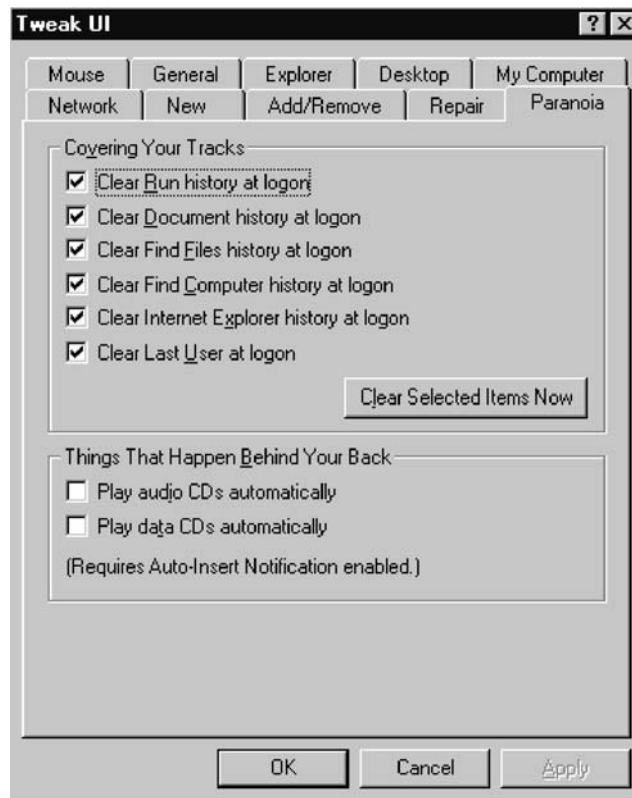 Tweak UI
Mouse General Explorer Desktop My Computer
Network New Add/Remove Repair Paranoia
Covering Your Tracks
Clear Run history at logon
Clear Document history at logon
Clear Find Files history at logon
Clear Find Computer history at logon
Clear Internet Explorer history at logon
Clear Last User at logon
Clear Selected Items Now
Things That Happen Behind Your Back
Play audio CDs automatically
Play data CDs automatically
(Requires Auto-Insert Notification enabled.)
OK Cancel Apply